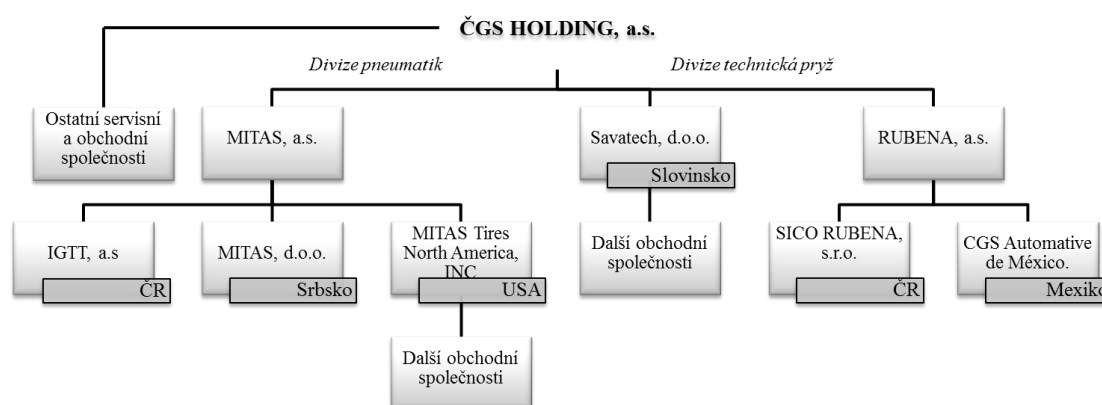 ČGS HOLDING, a.s.
Divize pneumatik
Divize technická pryž
Ostatní servisní
a obchodní
společnosti
MITAS, a.s.
Savatech, d.o.o.
Slovinsko
RUBENA, a.s.
IGTT, a.s
ČR
MITAS, d.o.o.
Srbsko
MITAS Tires
North America,
INC
USA
Další obchodní
společnosti
SICO RUBENA,
s.r.o.
ČR
CGS Automative
de México.
Mexiko
Další obchodní
společnosti